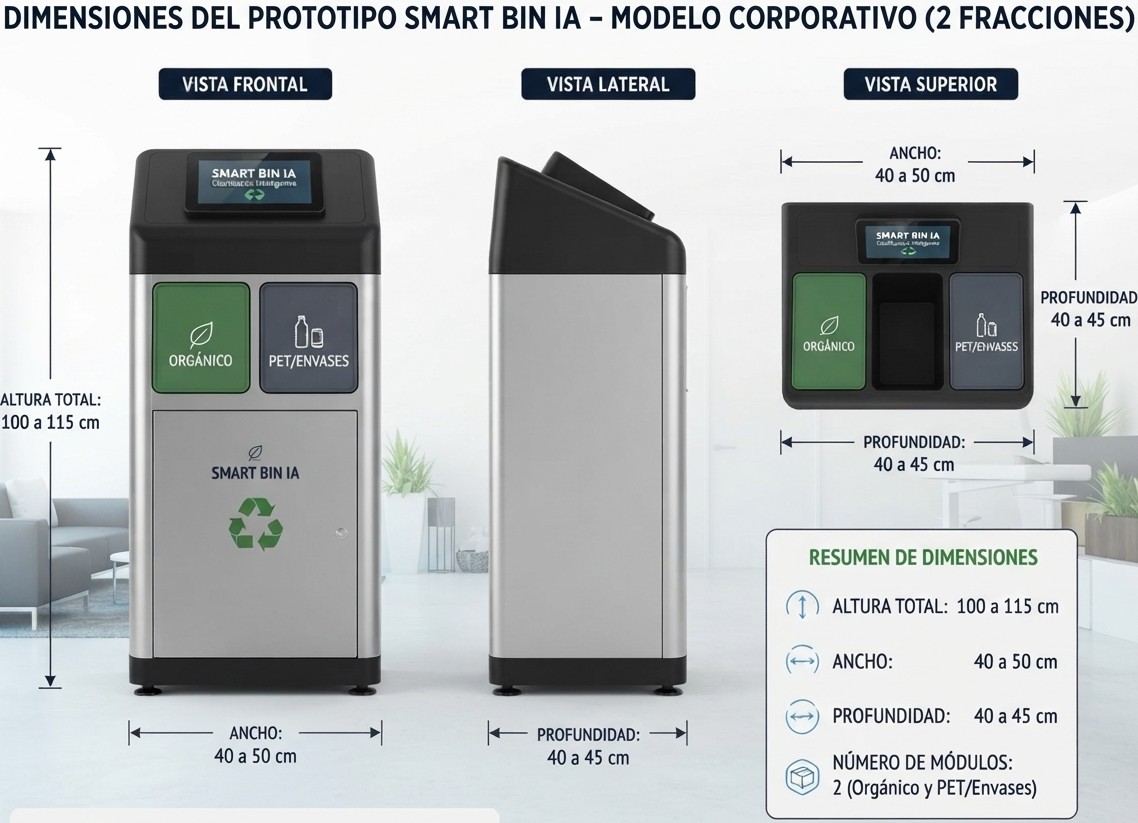 DIMENSIONES DEL PROTOTIPO SMART BIN IA – MODELO CORPORATIVO (2 FRACCIONES)
VISTA FRONTAL
SMART BIN IA
ORGÁNICO
PET/ENVASES
SMART BIN IA
ALTURA TOTAL:
100 a 115 cm
ANCHO:
40 a 50 cm
VISTA LATERAL
PROFUNDIDAD:
40 a 45 cm
VISTA SUPERIOR
ANCHO:
40 a 50 cm
SMART BIN IA
ORGÁNICO
PET/ENVASES
PROFUNDIDAD
40 a 45 cm
PROFUNDIDAD:
40 a 45 cm
RESUMEN DE DIMENSIONES
ALTURA TOTAL: 100 a 115 cm
ANCHO: 40 a 50 cm
PROFUNDIDAD: 40 a 45 cm
NÚMERO DE MÓDULOS:
2 (Orgánico y PET/Envases)